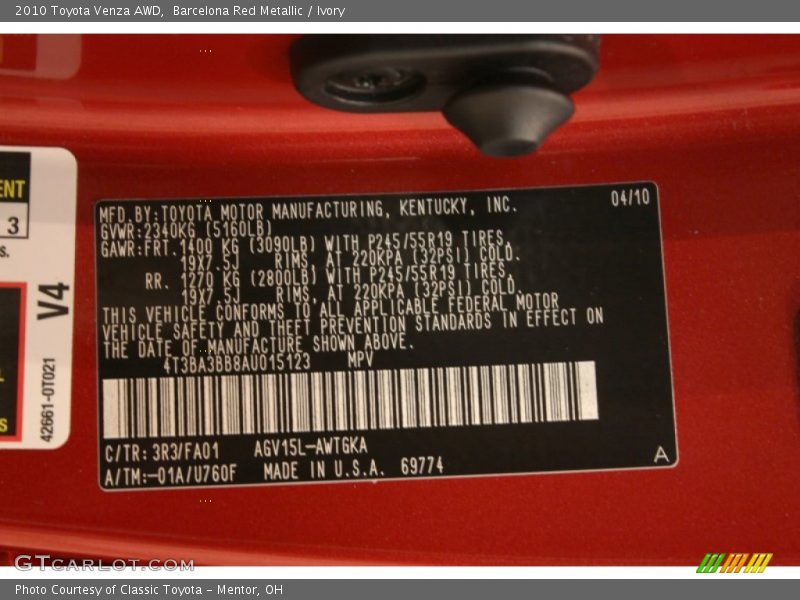 2010 Toyota Venza AWD,  Barcelona Red Metallic / Ivory
ENT
3
S.
L
S
V4
42661-0T021
04/10
MFD.BY:TOYOTA MOTOR MANUFACTURING, KENTUCKY, INC.
GVWR:2340KG (5160LB)
GAWR:FRT.1400 KG (3090LB) WITH P245/55R19 TIRES,
19X7.5J RIMS, AT 220KPA (32PSI) COLD.
RR. 1270 KG (2800LB) WITH P245/55R19 TIRES,
19X7.5J RIMS, AT 220KPA (32PSI) COLD.
THIS VEHICLE CONFORMS TO ALL APPLICABLE FEDERAL MOTOR
VEHICLE SAFETY AND THEFT PREVENTION STANDARDS IN EFFECT ON
THE DATE OF MANUFACTURE SHOWN ABOVE.
4T3BA3BB8AU015123 MPV
C/TR: 3R3/FA01 AGV15L-AWTGKA
A/TM:-01A/U760F MADE IN U.S.A. 69774
A
GTCARLOT.COM
Photo Courtesy of Classic Toyota - Mentor, OH